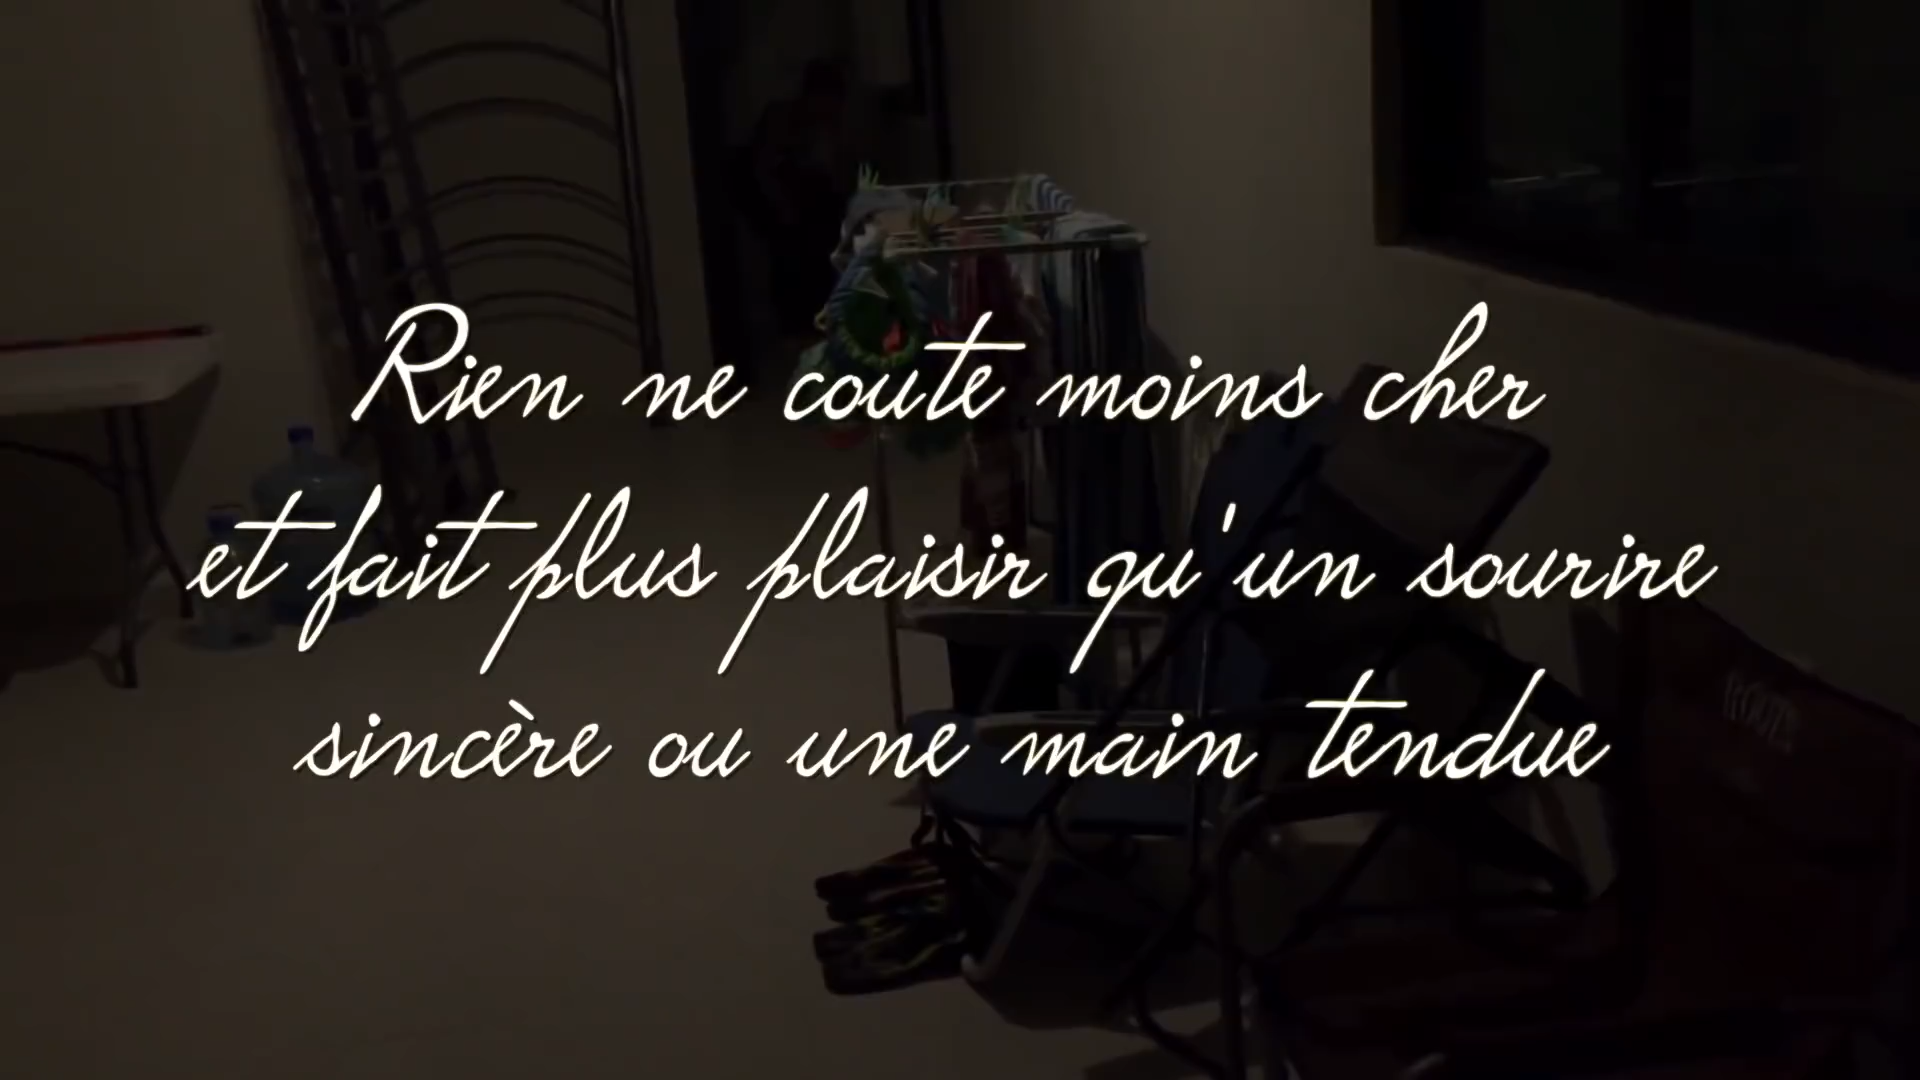 Rien ne coute moins cher
et fait plus plaisir qu'un sourire
sincère ou une main tendue